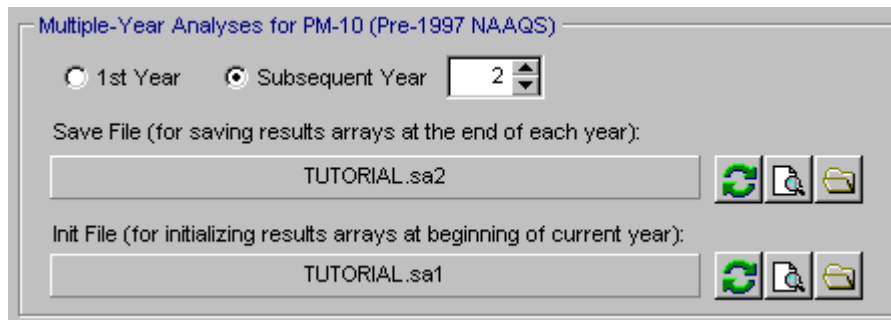 Multiple-Year Analyses for PM-10 (Pre-1997 NAAQS)
1st Year Subsequent Year 2
Save File (for saving results arrays at the end of each year):
TUTORIAL.sa2
Init File (for initializing results arrays at beginning of current year):
TUTORIAL.sa1